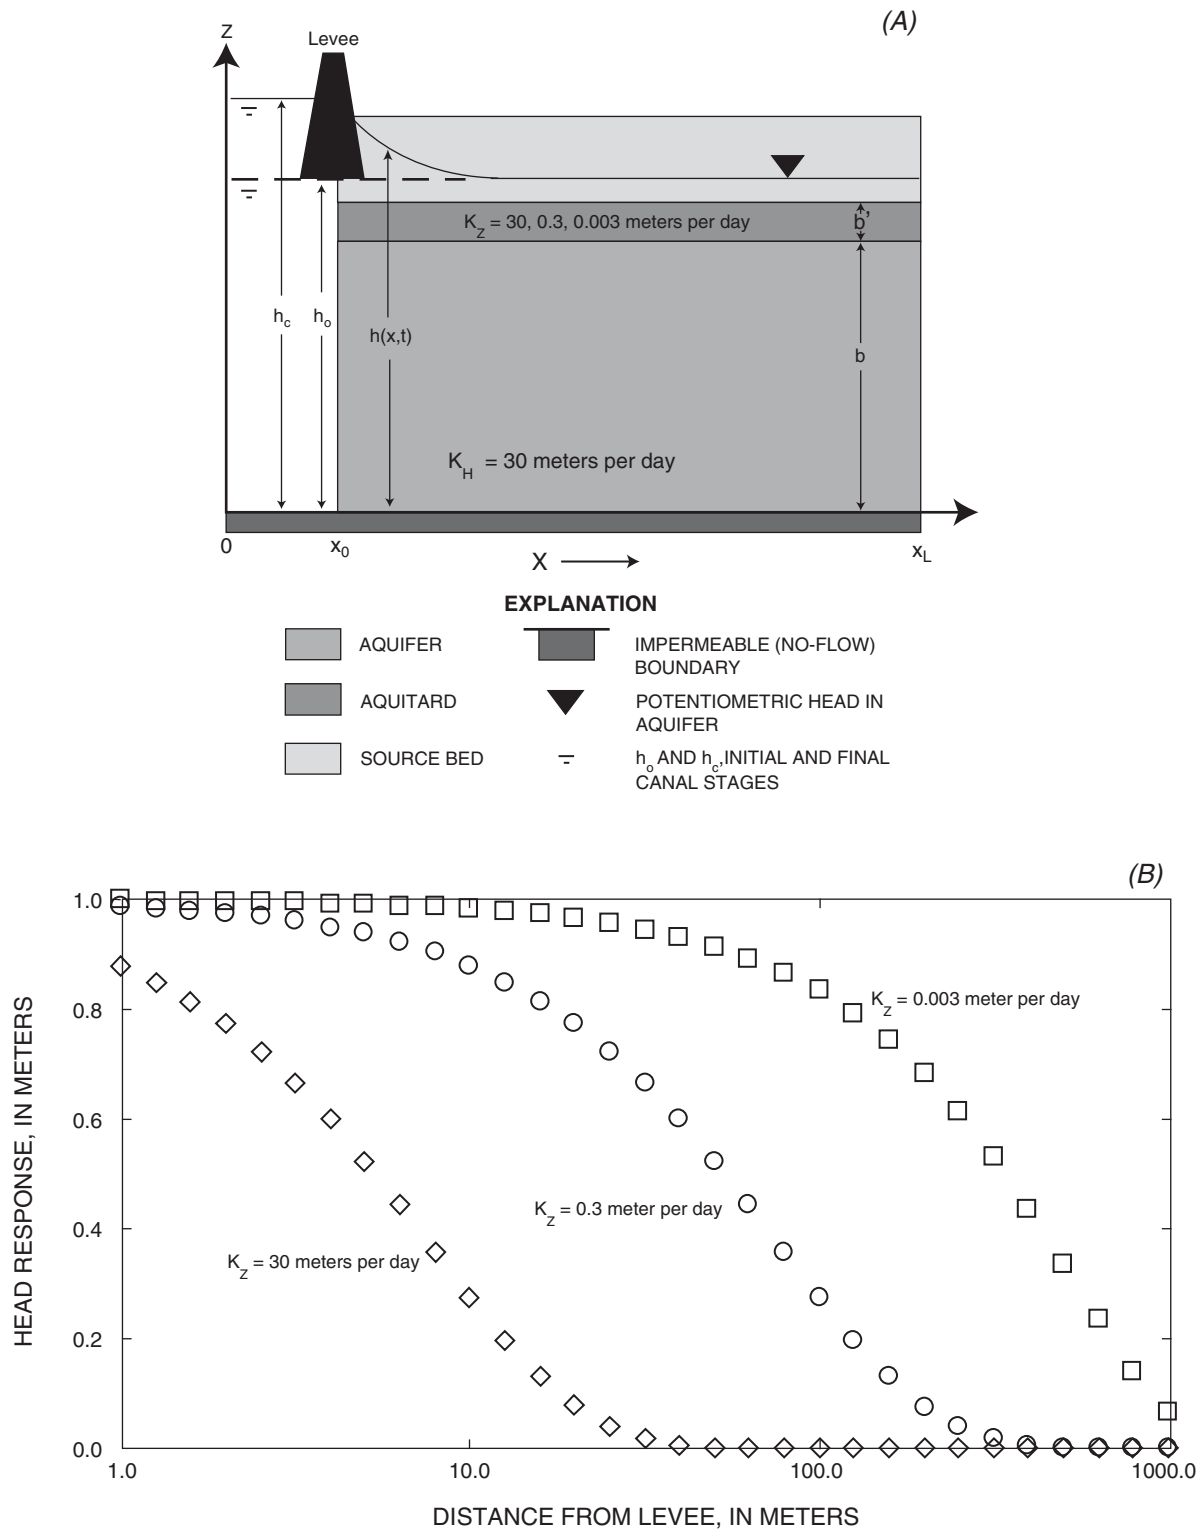 (A)
Z
Levee
K_Z = 30, 0.3, 0.003 meters per day
b'
h_c
h_o
h(x,t)
b
K_H = 30 meters per day
0
x_0
x_L
X
EXPLANATION
AQUIFER
IMPERMEABLE (NO-FLOW)
BOUNDARY
AQUITARD
POTENTIOMETRIC HEAD IN
AQUIFER
SOURCE BED
h_o AND h_c, INITIAL AND FINAL
CANAL STAGES
(B)
HEAD RESPONSE, IN METERS
1.0
0.8
0.6
0.4
0.2
0.0
K_Z = 0.003 meter per day
K_Z = 0.3 meter per day
K_Z = 30 meters per day
1.0
10.0
100.0
1000.0
DISTANCE FROM LEVEE, IN METERS